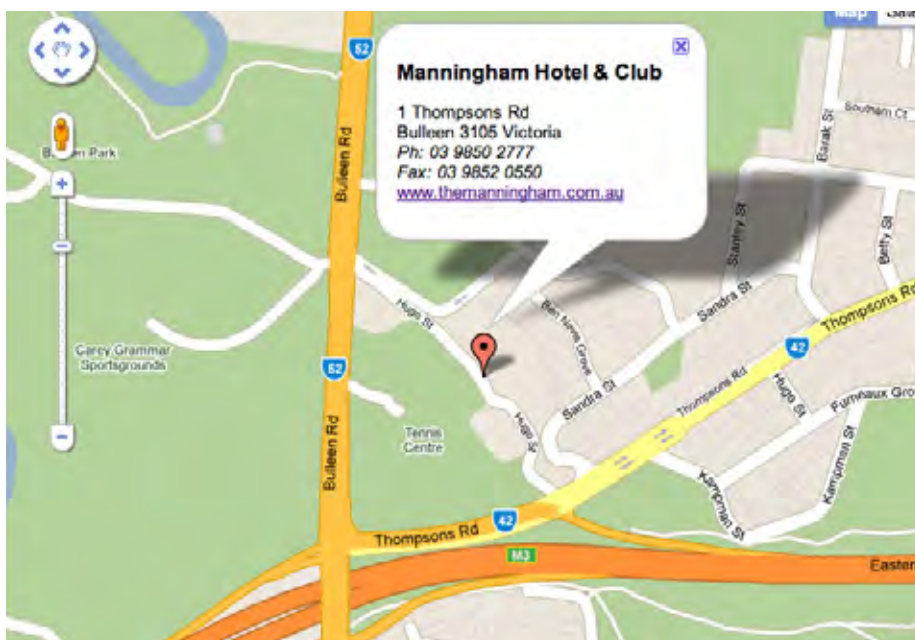 Map
52
Manningham Hotel & Club
1 Thompsons Rd
Bulleen 3105 Victoria
Ph: 03 9850 2777
Fax: 03 9852 0550
www.themanningham.com.au
Southam Ct
Barak St
Park
Bulleen Rd
Stanley St
Betty St
Hugo St
Ben Nevis Grove
Sandra St
Thompsons Rd
42
Carey Grammar
Sportsgrounds
52
Thompsons Rd
Hugo St
Furneaux Gro
Sandra St
Hugo St
Tennis
Centre
Bulleen Rd
Kampman St
Kampman St
42
Thompsons Rd
M3
Eastern